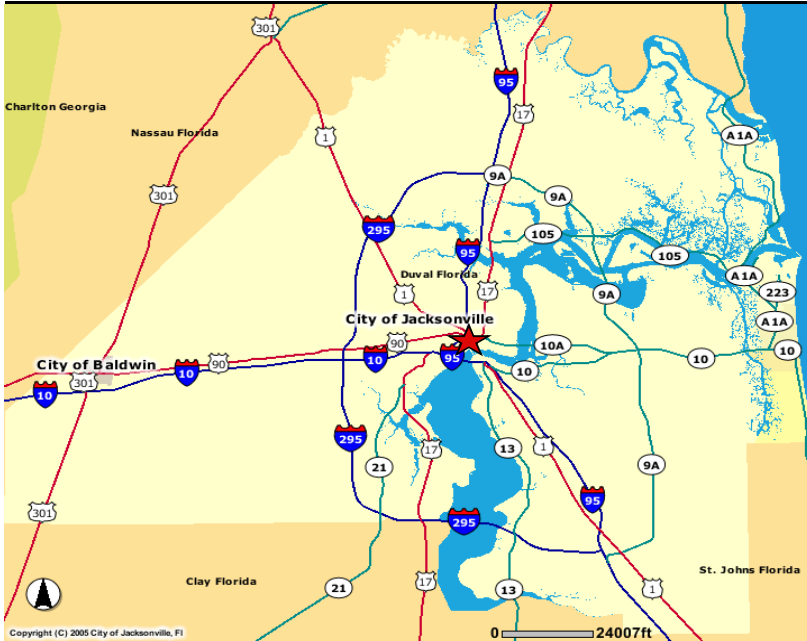 301
95
17
Charlton Georgia
Nassau Florida
1
A1A
9A
9A
301
295
105
95
105
Duval Florida
A1A
1
17
9A
223
City of Jacksonville
A1A
90
10A
95
10
10
City of Baldwin
90
10
10
10
301
10
295
17
1
13
21
9A
95
301
295
St. Johns Florida
Clay Florida
21
17
13
1
Copyright (C) 2005 City of Jacksonville, Fl
0 24007ft